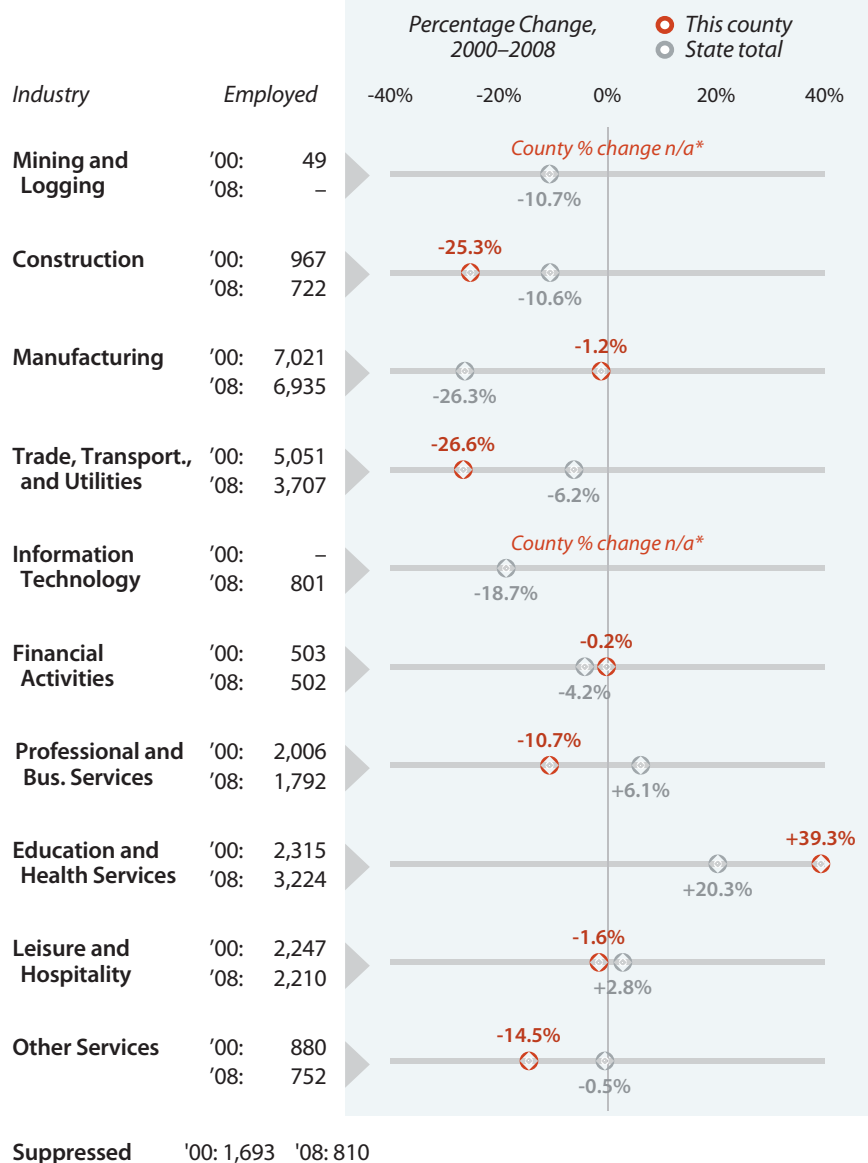 Percentage Change,
2000–2008
This county
State total
Industry Employed -40% -20% 0% 20% 40%
Mining and
Logging
’00: 49
’08: –
County % change n/a*
-10.7%
Construction
’00: 967
’08: 722
-25.3%
-10.6%
Manufacturing
’00: 7,021
’08: 6,935
-1.2%
-26.3%
Trade, Transport.,
and Utilities
’00: 5,051
’08: 3,707
-26.6%
-6.2%
Information
Technology
’00: –
’08: 801
County % change n/a*
-18.7%
Financial
Activities
’00: 503
’08: 502
-0.2%
-4.2%
Professional and
Bus. Services
’00: 2,006
’08: 1,792
-10.7%
+6.1%
Education and
Health Services
’00: 2,315
’08: 3,224
+39.3%
+20.3%
Leisure and
Hospitality
’00: 2,247
’08: 2,210
-1.6%
+2.8%
Other Services
’00: 880
’08: 752
-14.5%
-0.5%
Suppressed '00: 1,693 '08: 810